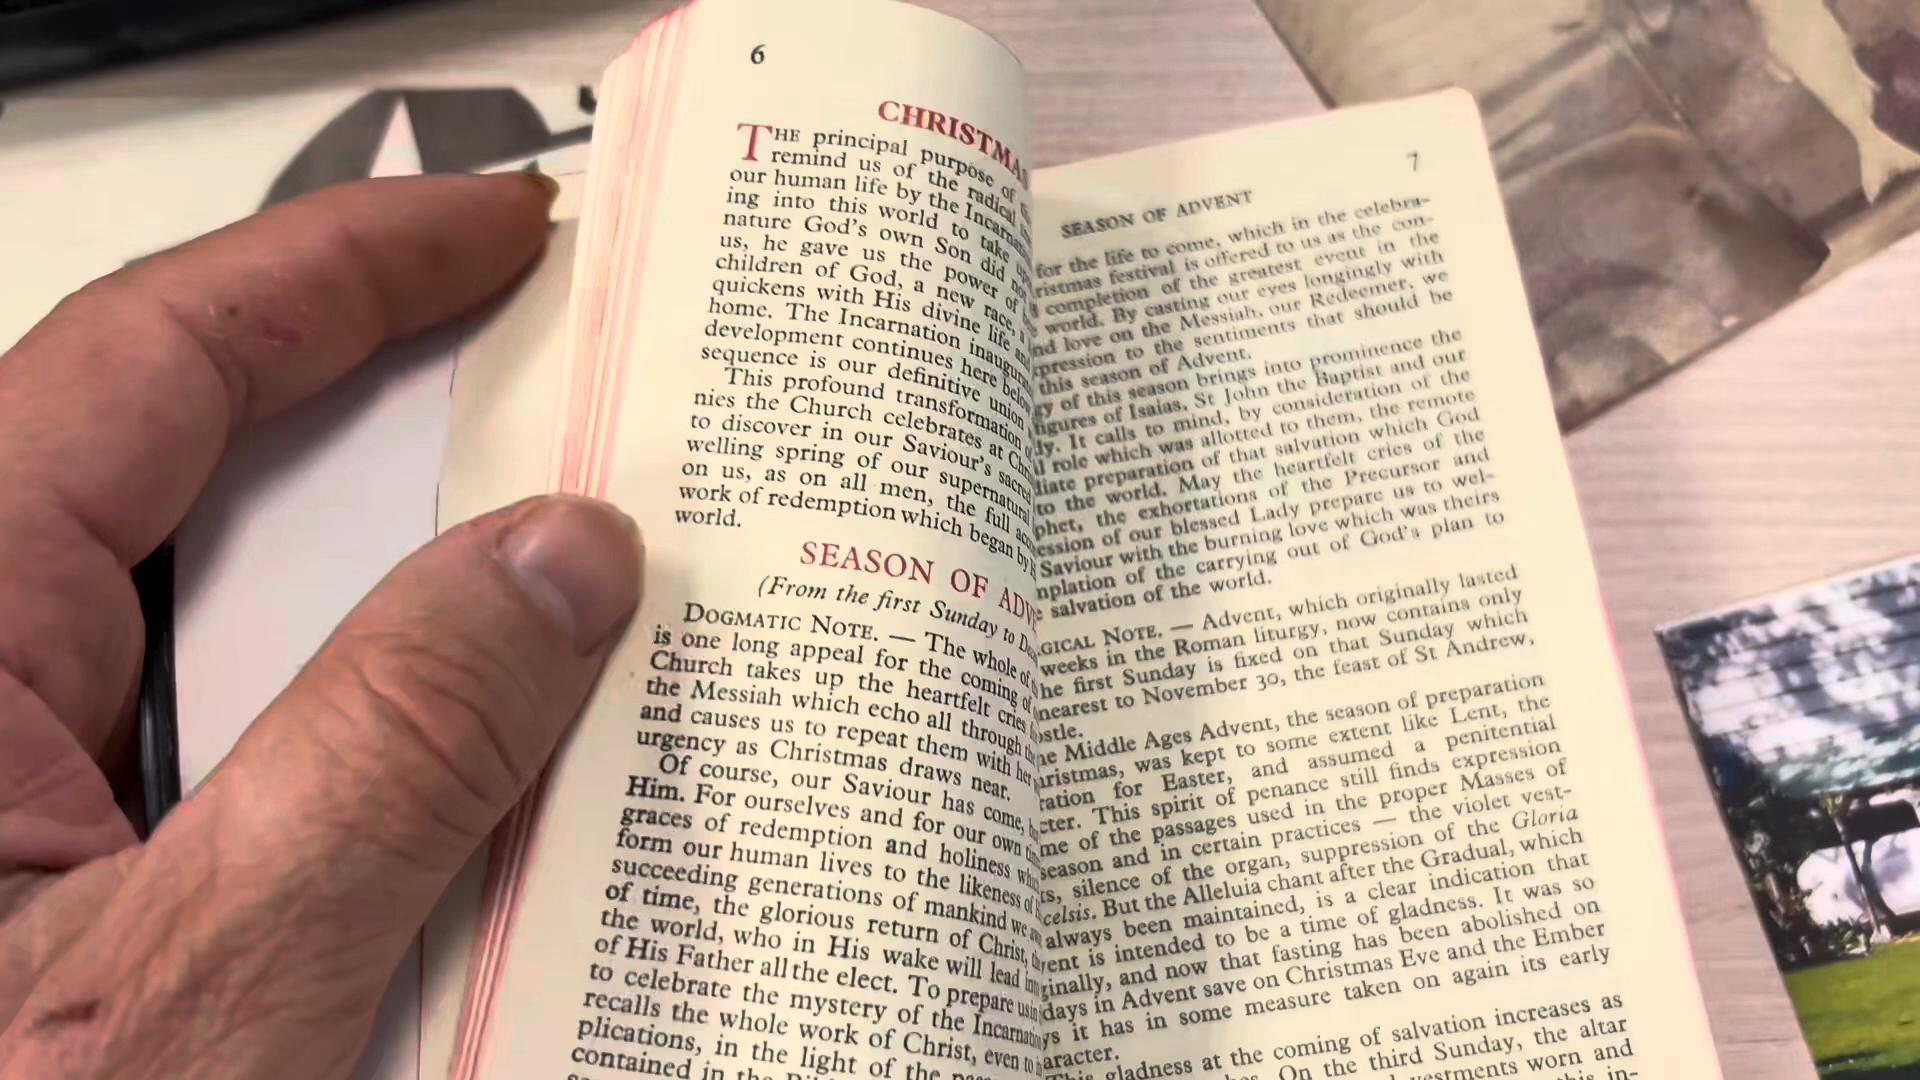 6
CHRISTMA
THE principal purpose of
remind us of the radical
our human life by the
ing into this world to take
nature God's own Son did
us, he gave us the power of
children of God, a new race,
quickens with His divine life
home. The Incarnation
development continues here below
sequence is our definitive union
This profound transformation
nies the Church celebrates at
to discover in our Saviour's sacred
welling spring of our supernatural
on us, as on all men, the full
work of redemption which began by
world.
SEASON OF ADVE
(From the first Sunday to
DOGMATIC NOTE. — The whole of
is one long appeal for the coming of
Church takes up the heartfelt cries
the Messiah which echo all through the
and causes us to repeat them with her
urgency as Christmas draws near.
Of course, our Saviour has come,
Him. For ourselves and for our own
graces of redemption and holiness
form our human lives to the likeness of
succeeding generations of mankind we
of time, the glorious return of Christ,
the world, who in His wake will lead
of His Father all the elect. To prepare us
to celebrate the mystery of the
recalls the whole work of Christ, even to
plications, in the light of the
contained in the
7
SEASON OF ADVENT
for the life to come, which in the celebra-
ristmas festival is offered to us as the con-
completion of the greatest event in the
world. By casting our eyes longingly with
nd love on the Messiah, our Redeemer, we
pression to the sentiments that should be
this season of Advent.
gy of this season brings into prominence the
figures of Isaias, St John the Baptist and our
dy. It calls to mind, by consideration of the
l role which was allotted to them, the remote
diate preparation of that salvation which God
to the world. May the heartfelt cries of the
phet, the exhortations of the Precursor and
ession of our blessed Lady prepare us to wel-
Saviour with the burning love which was theirs
nplation of the carrying out of God's plan to
salvation of the world.
GICAL NOTE. — Advent, which originally lasted
weeks in the Roman liturgy, now contains only
he first Sunday is fixed on that Sunday which
nearest to November 30, the feast of St Andrew,
ostle.
he Middle Ages Advent, the season of preparation
hristmas, was kept to some extent like Lent, the
ration for Easter, and assumed a penitential
cter. This spirit of penance still finds expression
me of the passages used in the proper Masses of
season and in certain practices — the violet vest-
ts, silence of the organ, suppression of the Gloria
celsis. But the Alleluia chant after the Gradual, which
always been maintained, is a clear indication that
vent is intended to be a time of gladness. It was so
ginally, and now that fasting has been abolished on
days in Advent save on Christmas Eve and the Ember
ys it has in some measure taken on again its early
aracter.
This gladness at the coming of salvation increases as
On the third Sunday, the altar
vestments worn and
this in-